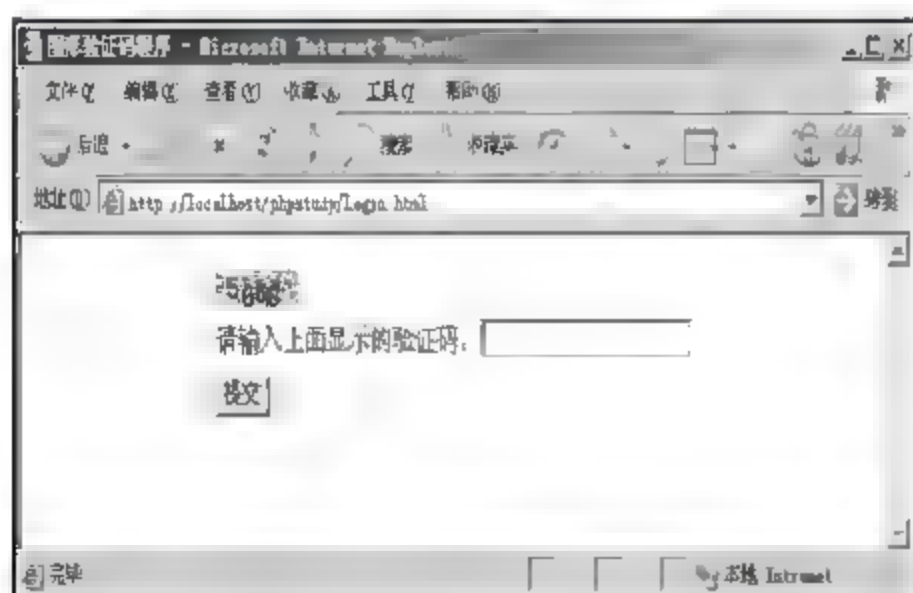 图形验证码程序 - Microsoft Internet Explorer
文件(F) 编辑(E) 查看(V) 收藏(A) 工具(T) 帮助(H)
后退 搜索 收藏夹
地址(D) http://localhost/phpstudy/Login.html 转到
请输入上面显示的验证码:
提交
完毕 本地 Intranet